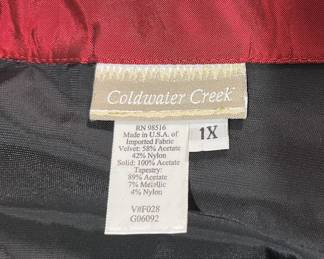 Coldwater Creek
1X
RN 98516
Made in U.S.A. of
Imported Fabric
Velvet: 58% Acetate
42% Nylon
Solid: 100% Acetate
Tapestry:
89% Acetate
7% Metallic
4% Nylon
V#F028
G06092